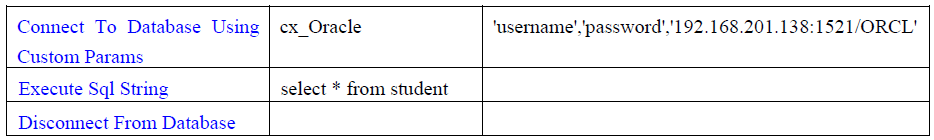 Connect To Database Using Custom Params cx_Oracle 'username','password','192.168.201.138:1521/ORCL'
Execute Sql String select * from student
Disconnect From Database